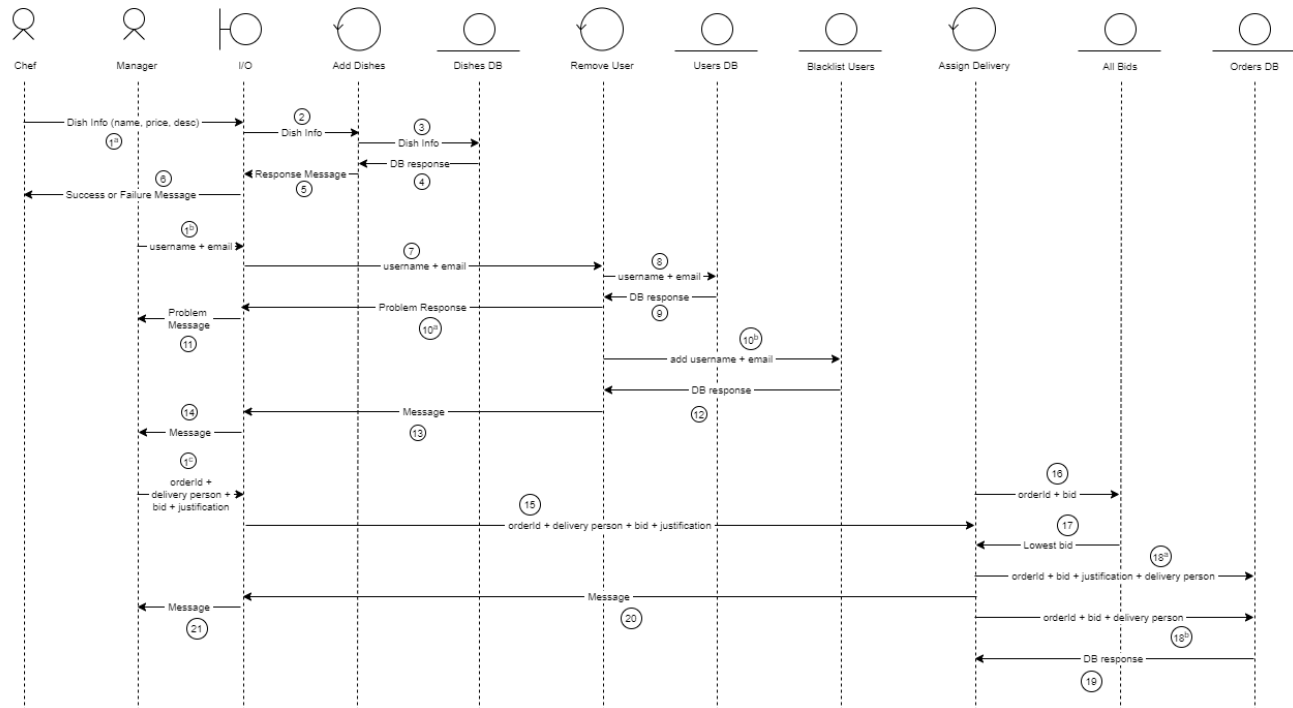 Chef
Manager
I/O
Add Dishes
Dishes DB
Remove User
Users DB
Blacklist Users
Assign Delivery
All Bids
Orders DB
Dish Info (name, price, desc)
1a
2
Dish Info
3
Dish Info
DB response
4
Response Message
5
6
Success or Failure Message
1b
username + email
7
username + email
8
username + email
DB response
9
Problem Response
10a
Problem
Message
11
10b
add username + email
DB response
12
Message
13
14
Message
1c
orderId +
delivery person +
bid + justification
15
orderId + delivery person + bid + justification
16
orderId + bid
17
Lowest bid
18a
orderId + bid + justification + delivery person
Message
20
Message
21
orderId + bid + delivery person
18b
DB response
19